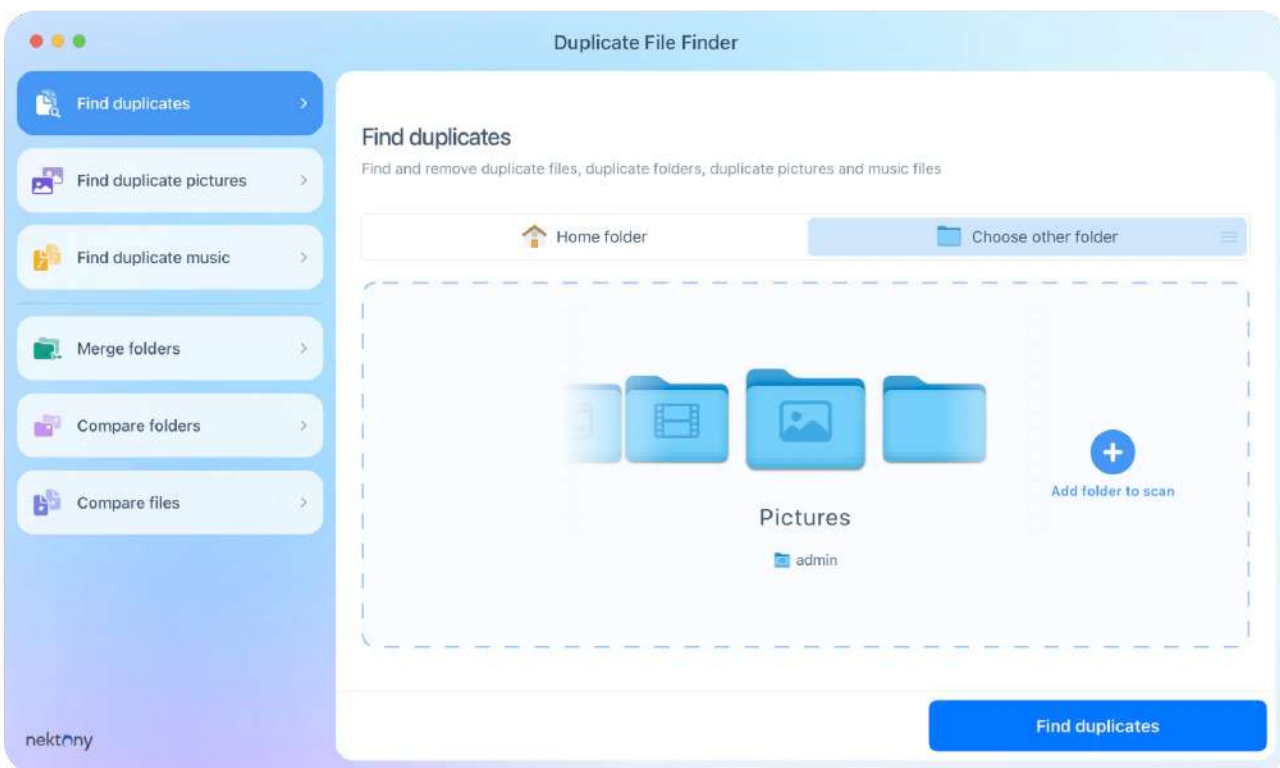 Duplicate File Finder
Find duplicates
Find duplicate pictures
Find duplicate music
Merge folders
Compare folders
Compare files
nektony
Find duplicates
Find and remove duplicate files, duplicate folders, duplicate pictures and music files
Home folder
Choose other folder
Pictures
admin
Add folder to scan
Find duplicates